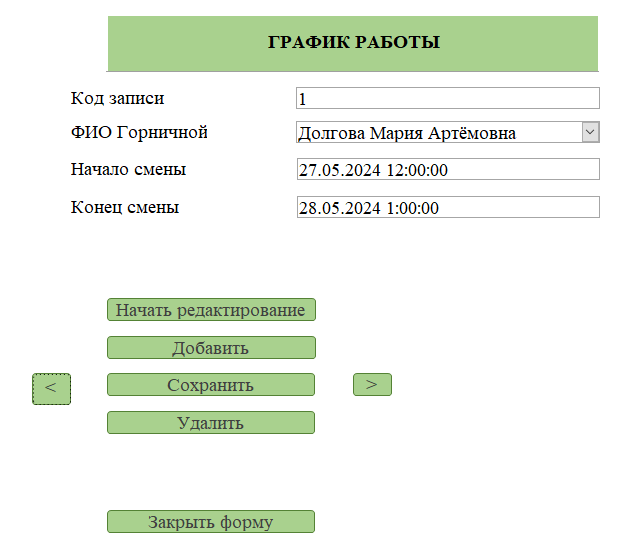 ГРАФИК РАБОТЫ
Код записи 1
ФИО Горничной Долгова Мария Артёмовна
Начало смены 27.05.2024 12:00:00
Конец смены 28.05.2024 1:00:00
Начать редактирование
Добавить
< Сохранить >
Удалить
Закрыть форму